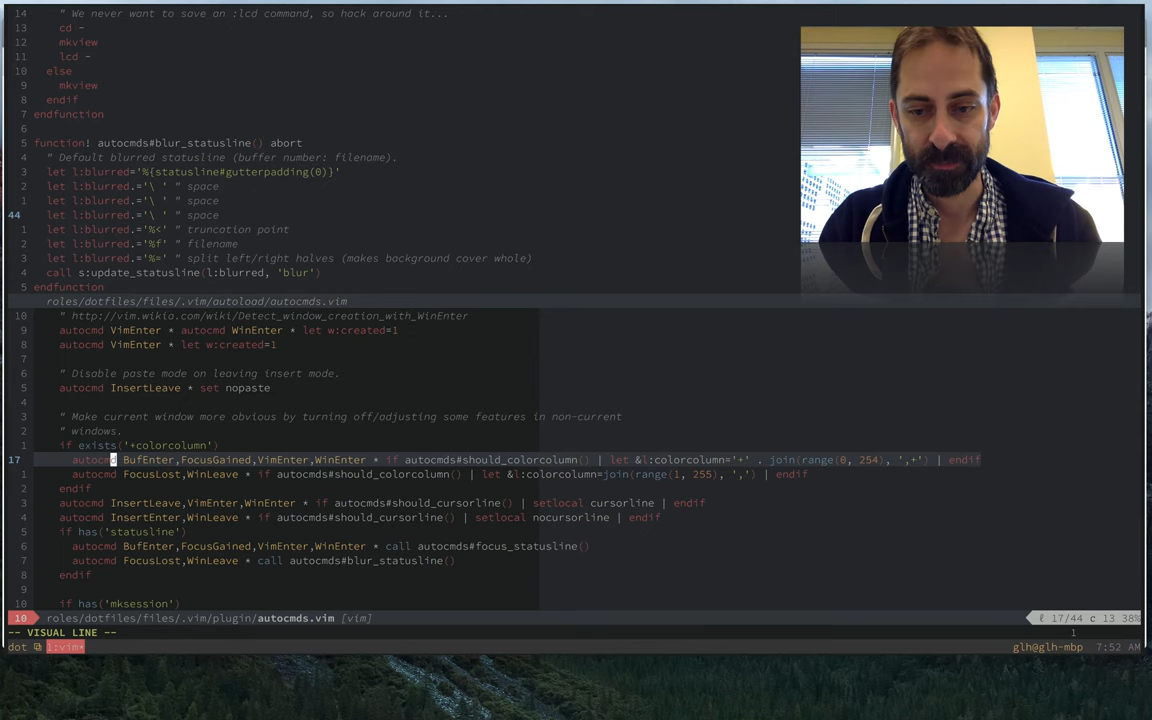 14    " We never want to save an :lcd command, so hack around it...
13      cd -
12      mkview
11      lcd -
10    else
9      mkview
8    endif
7  endfunction
6
5  function! autocmds#blur_statusline() abort
4    " Default blurred statusline (buffer number: filename).
3    let l:blurred='%{statusline#gutterpadding(0)}'
2    let l:blurred.='\ ' " space
1    let l:blurred.='\ ' " space
44    let l:blurred.='\ ' " space
1    let l:blurred.='%<' " truncation point
2    let l:blurred.='%f' " filename
3    let l:blurred.='%=' " split left/right halves (makes background cover whole)
4    call s:update_statusline(l:blurred, 'blur')
5  endfunction
roles/dotfiles/files/.vim/autoload/autocmds.vim
10    " http://vim.wikia.com/wiki/Detect_window_creation_with_WinEnter
9    autocmd VimEnter * autocmd WinEnter * let w:created=1
8    autocmd VimEnter * let w:created=1
7
6    " Disable paste mode on leaving insert mode.
5    autocmd InsertLeave * set nopaste
4
3    " Make current window more obvious by turning off/adjusting some features in non-current
2    " windows.
1    if exists('+colorcolumn')
17      autocmd BufEnter,FocusGained,VimEnter,WinEnter * if autocmds#should_colorcolumn() | let &l:colorcolumn='+' . join(range(0, 254), ',+') | endif
1      autocmd FocusLost,WinLeave * if autocmds#should_colorcolumn() | let &l:colorcolumn=join(range(1, 255), ',') | endif
2    endif
3    autocmd InsertLeave,VimEnter,WinEnter * if autocmds#should_cursorline() | setlocal cursorline | endif
4    autocmd InsertEnter,WinLeave * if autocmds#should_cursorline() | setlocal nocursorline | endif
5    if has('statusline')
6      autocmd BufEnter,FocusGained,VimEnter,WinEnter * call autocmds#focus_statusline()
7      autocmd FocusLost,WinLeave * call autocmds#blur_statusline()
8    endif
9
10    if has('mksession')
10 roles/dotfiles/files/.vim/plugin/autocmds.vim [vim] ℓ 17/44 c 13 38%
-- VISUAL LINE -- 1
dot ⧉ 1:vim* glh@glh-mbp 7:52 AM